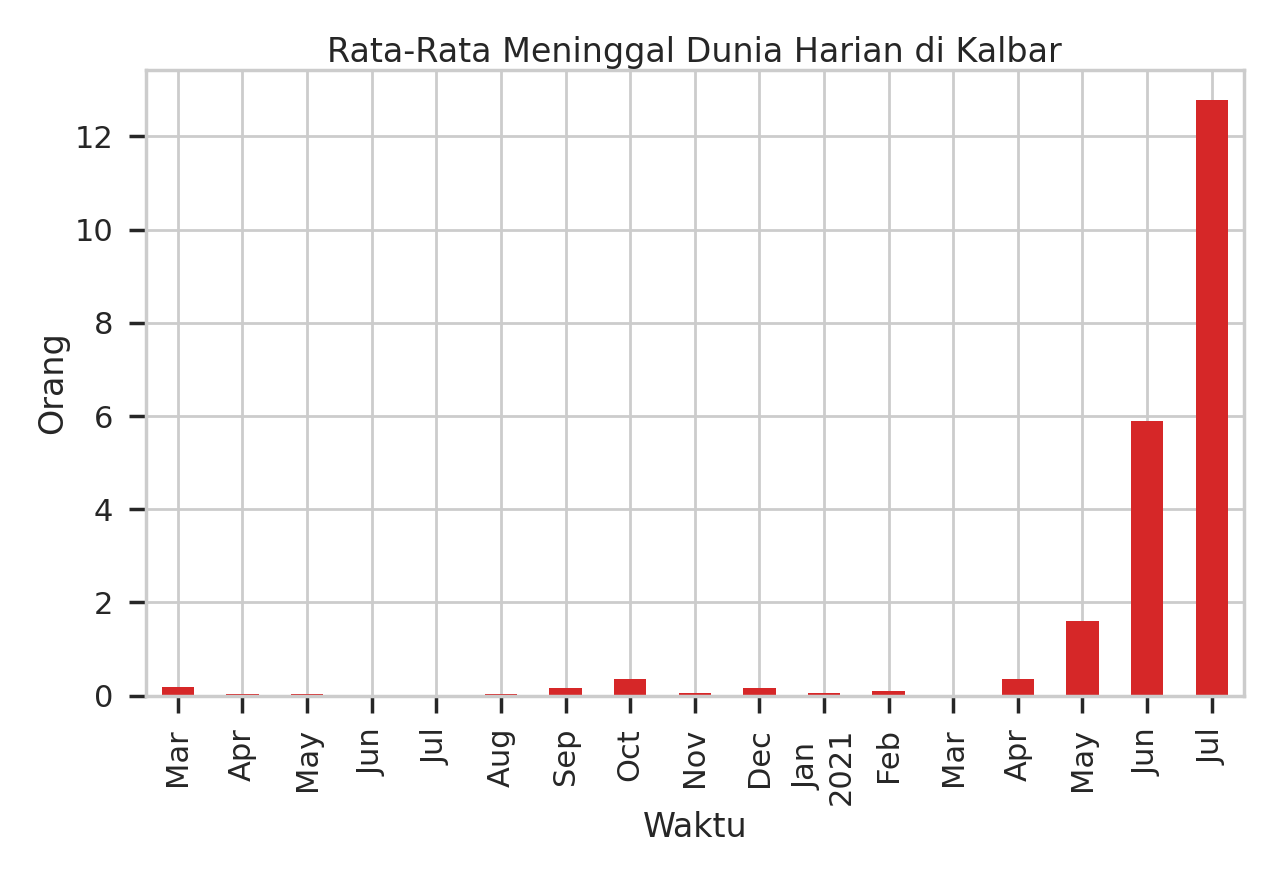 Rata-Rata Meninggal Dunia Harian di Kalbar
12
10
8
6
4
2
0
Orang
Mar
Apr
May
Jun
Jul
Aug
Sep
Oct
Nov
Dec
Jan
2021
Feb
Mar
Apr
May
Jun
Jul
Waktu